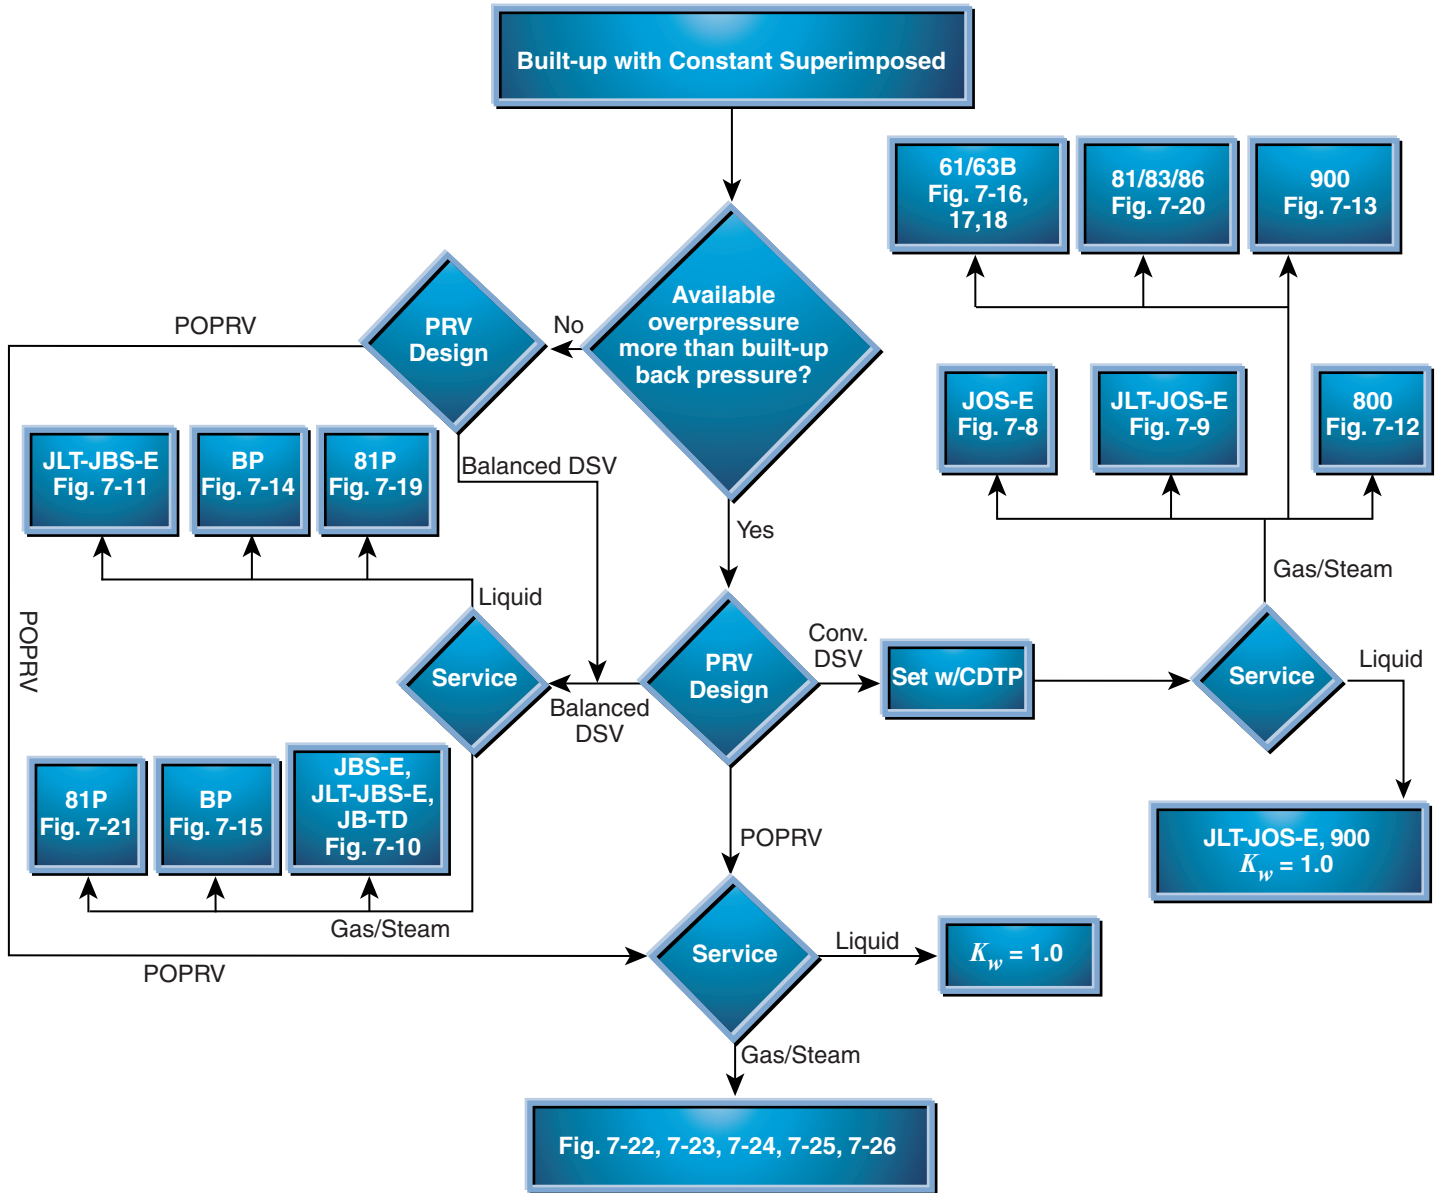 Built-up with Constant Superimposed
61/63B
Fig. 7-16,
17,18
81/83/86
Fig. 7-20
900
Fig. 7-13
Available
overpressure
more than built-up
back pressure?
No
PRV
Design
POPRV
JOS-E
Fig. 7-8
JLT-JOS-E
Fig. 7-9
800
Fig. 7-12
JLT-JBS-E
Fig. 7-11
BP
Fig. 7-14
81P
Fig. 7-19
Balanced DSV
Yes
Gas/Steam
Liquid
POPRV
Service
Balanced
DSV
PRV
Design
Conv.
DSV
Set w/CDTP
Service
Liquid
81P
Fig. 7-21
BP
Fig. 7-15
JBS-E,
JLT-JBS-E,
JB-TD
Fig. 7-10
POPRV
JLT-JOS-E, 900
Kw = 1.0
Gas/Steam
POPRV
Service
Liquid
Kw = 1.0
Gas/Steam
Fig. 7-22, 7-23, 7-24, 7-25, 7-26